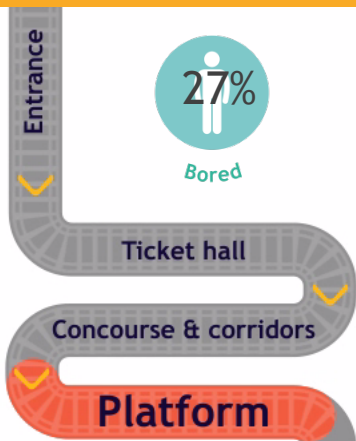 Entrance
27%
Bored
Ticket hall
Concourse & corridors
Platform